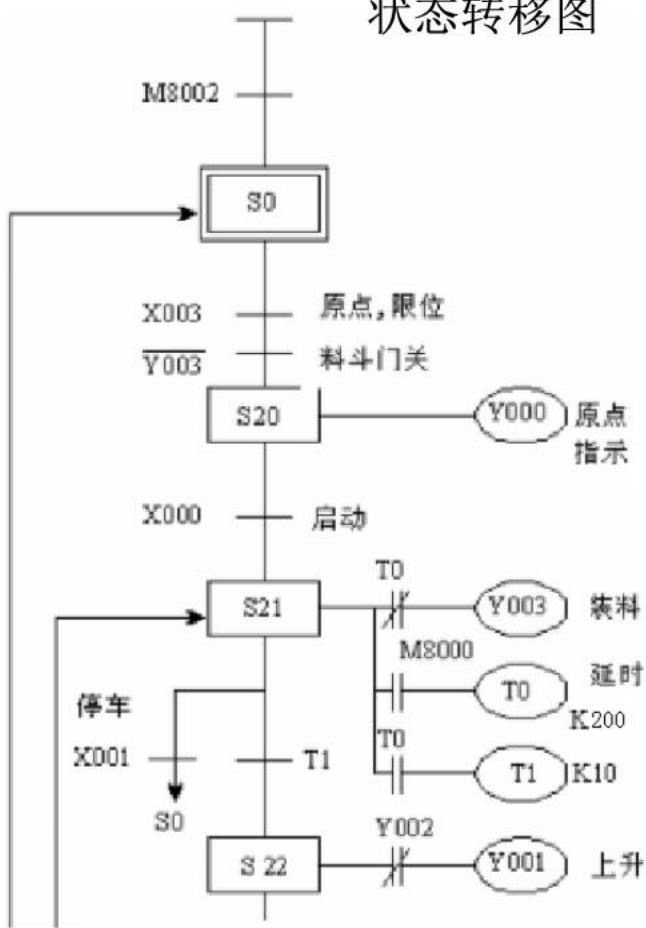 状态转移图
M8002
S0
X003 原点,限位
Y003 料斗门关
S20 Y000 原点
指示
X000 启动
T0
S21 Y003 装料
M8000
T0 延时
K200
停车
T0
X001 T1 T1 K10
S0
Y002
S 22 Y001 上升